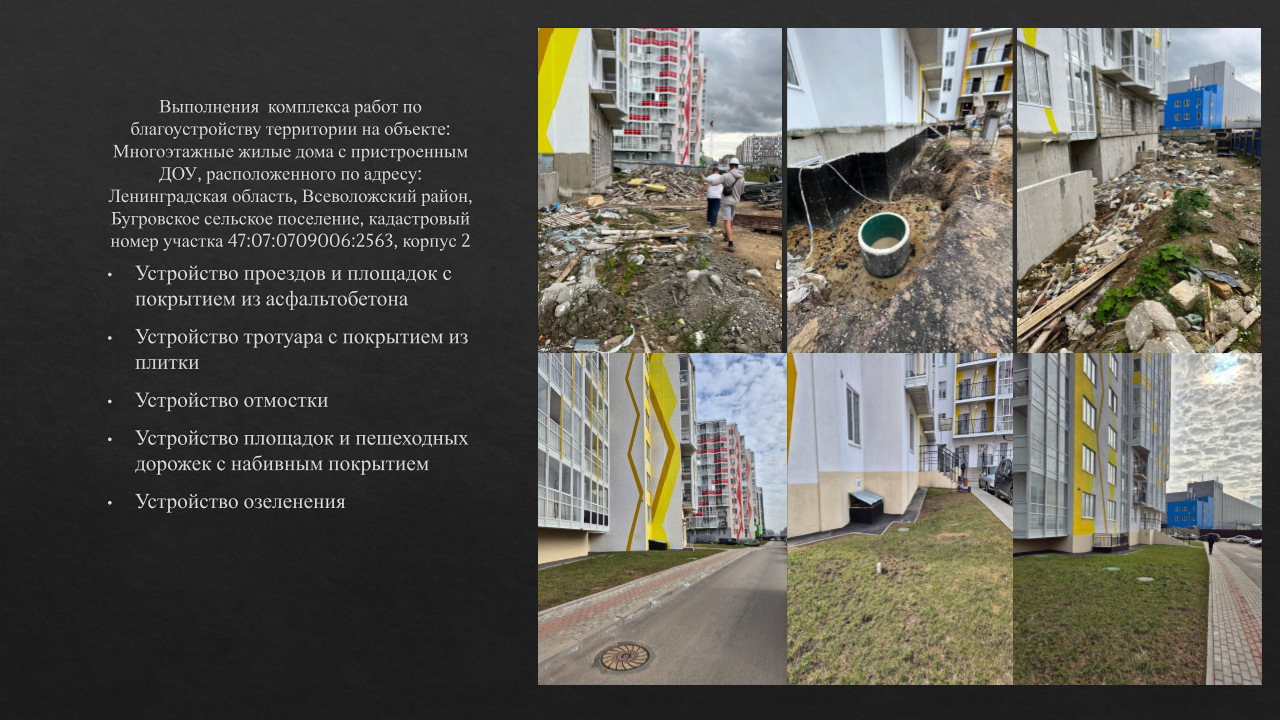 Выполнения  комплекса работ по
благоустройству территории на объекте:
Многоэтажные жилые дома с пристроенным
ДОУ, расположенного по адресу:
Ленинградская область, Всеволожский район,
Бугровское сельское поселение, кадастровый
номер участка 47:07:0709006:2563, корпус 2
• Устройство проездов и площадок с
покрытием из асфальтобетона
• Устройство тротуара с покрытием из
плитки
• Устройство отмостки
• Устройство площадок и пешеходных
дорожек с набивным покрытием
• Устройство озеленения